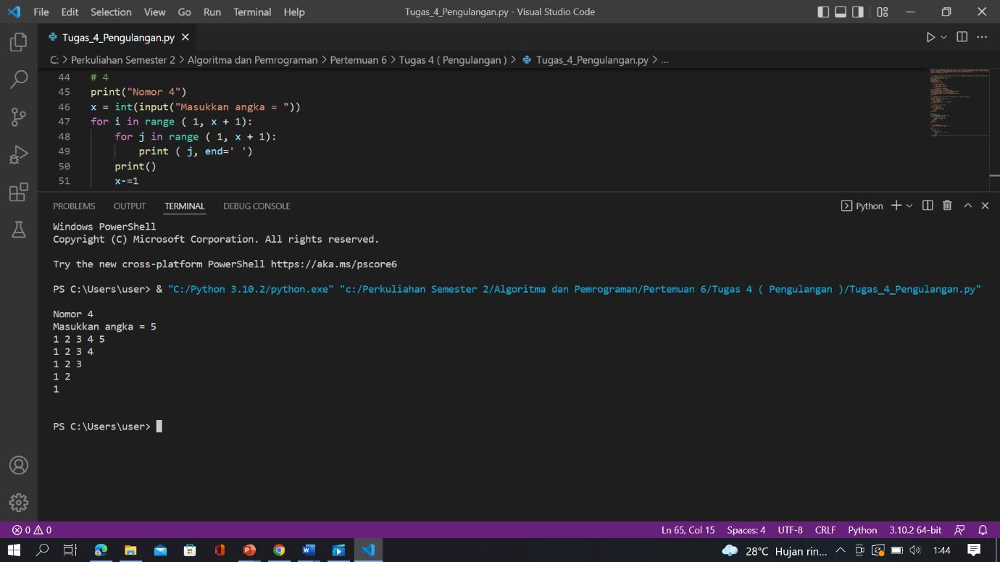 File Edit Selection View Go Run Terminal Help Tugas_4_Pengulangan.py - Visual Studio Code
Tugas_4_Pengulangan.py
C: > Perkuliahan Semester 2 > Algoritma dan Pemrograman > Pertemuan 6 > Tugas 4 ( Pengulangan ) > Tugas_4_Pengulangan.py > ...
44 # 4
45 print("Nomor 4")
46 x = int(input("Masukkan angka = "))
47 for i in range ( 1, x + 1):
48     for j in range ( 1, x + 1):
49         print ( j, end=' ')
50     print()
51     x-=1
PROBLEMS OUTPUT TERMINAL DEBUG CONSOLE Python
Windows PowerShell
Copyright (C) Microsoft Corporation. All rights reserved.
Try the new cross-platform PowerShell https://aka.ms/pscore6
PS C:\Users\user> & "C:/Python 3.10.2/python.exe" "c:/Perkuliahan Semester 2/Algoritma dan Pemrograman/Pertemuan 6/Tugas 4 ( Pengulangan )/Tugas_4_Pengulangan.py"
Nomor 4
Masukkan angka = 5
1 2 3 4 5
1 2 3 4
1 2 3
1 2
1
PS C:\Users\user>
0 0 Ln 65, Col 15 Spaces: 4 UTF-8 CRLF Python 3.10.2 64-bit
28°C Hujan rin... 1:44